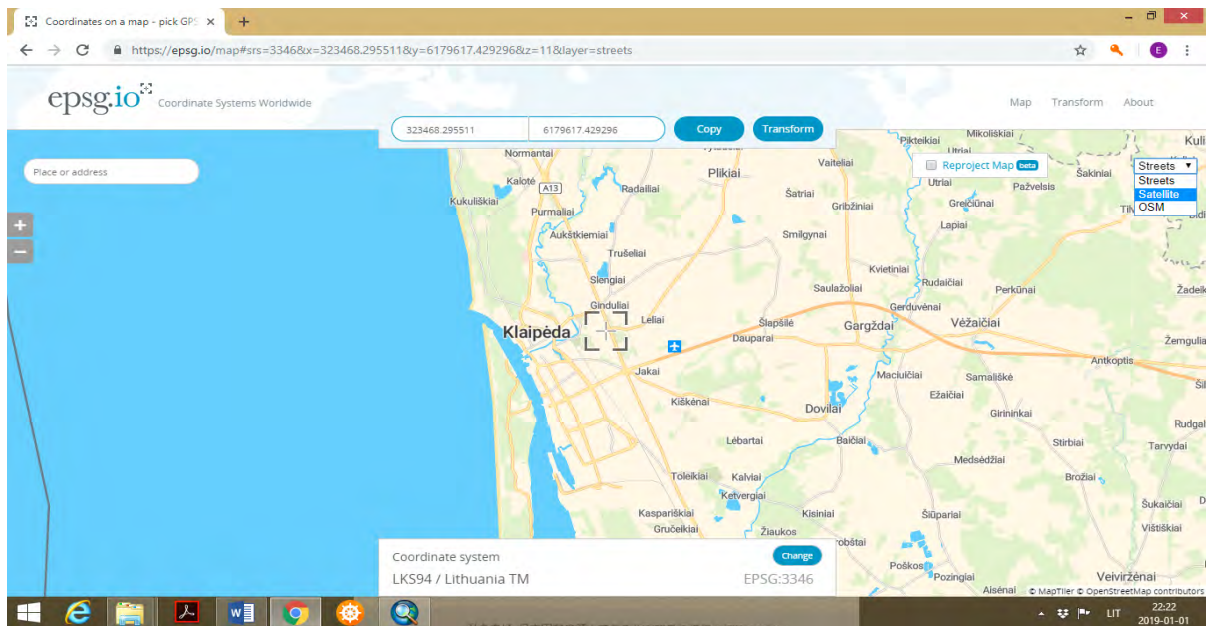 Coordinates on a map - pick GPS
https://epsg.io/map#srs=3346&x=323468.295511&y=6179617.429296&z=11&layer=streets
E
epsg.io Coordinate Systems Worldwide
Map Transform About
323468.295511 6179617.429296 Copy Transform
Place or address
Reproject Map beta
Streets
Streets
Satellite
OSM
Pikteikiai
Mikoliškiai
Kuli
Normantai
Plikiai
Vaiteliai
Šakiniai
Kalotė
A13
Radailiai
Utriai
Pažvelsis
Kukuliškiai
Purmaliai
Šatriai
Gribžiniai
Greičiūnai
Lapiai
Aukštkiemiai
Smilgynai
Trušeliai
Kvietiniai
Slengiai
Saulažoliai
Rudaičiai
Perkūnai
Žadeik
Ginduliai
Gerduvėnai
Klaipėda
Leliai
Šlapšilė
Gargždai
Vėžaičiai
Dauparai
Žemgulia
Antkoptis
Jakai
Maciuičiai
Samališkė
Kiškėnai
Ežaičiai
Dovilai
Girininkai
Rudgal
Lėbartai
Baičiai
Stirbiai
Tarvydai
Medsėdžiai
Toleikiai
Kalviai
Brožiai
Ketvergiai
Šukaičiai
Kaspariškiai
Kisiniai
Šiūpariai
Gručeikiai
Žiaukos
Vištiškiai
Poškos
Pozingiai
Veiviržėnai
Aisėnai
© MapTiler © OpenStreetMap contributors
Coordinate system Change
LKS94 / Lithuania TM EPSG:3346
LIT
22:22
2019-01-01